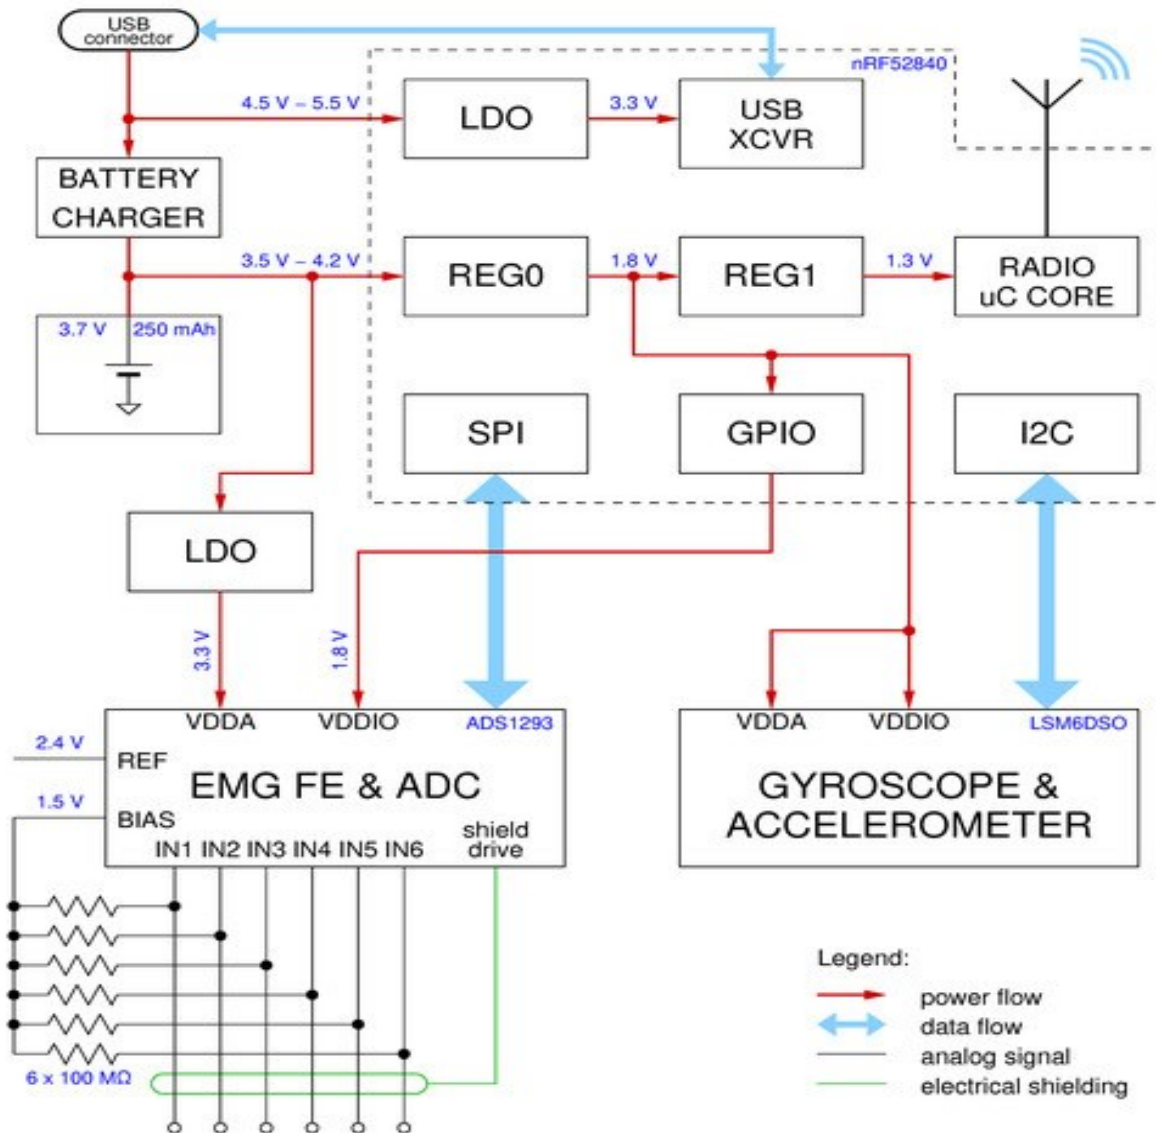 USB
connector
nRF52840
4.5 V – 5.5 V
LDO
3.3 V
USB
XCVR
BATTERY
CHARGER
3.5 V – 4.2 V
REG0
1.8 V
REG1
1.3 V
RADIO
uC CORE
3.7 V
250 mAh
SPI
GPIO
I2C
LDO
3.3 V
1.8 V
VDDA
VDDIO
ADS1293
2.4 V
REF
EMG FE & ADC
1.5 V
BIAS
shield
drive
IN1 IN2 IN3 IN4 IN5 IN6
VDDA
VDDIO
LSM6DSO
GYROSCOPE &
ACCELEROMETER
6 x 100 MΩ
Legend:
power flow
data flow
analog signal
electrical shielding